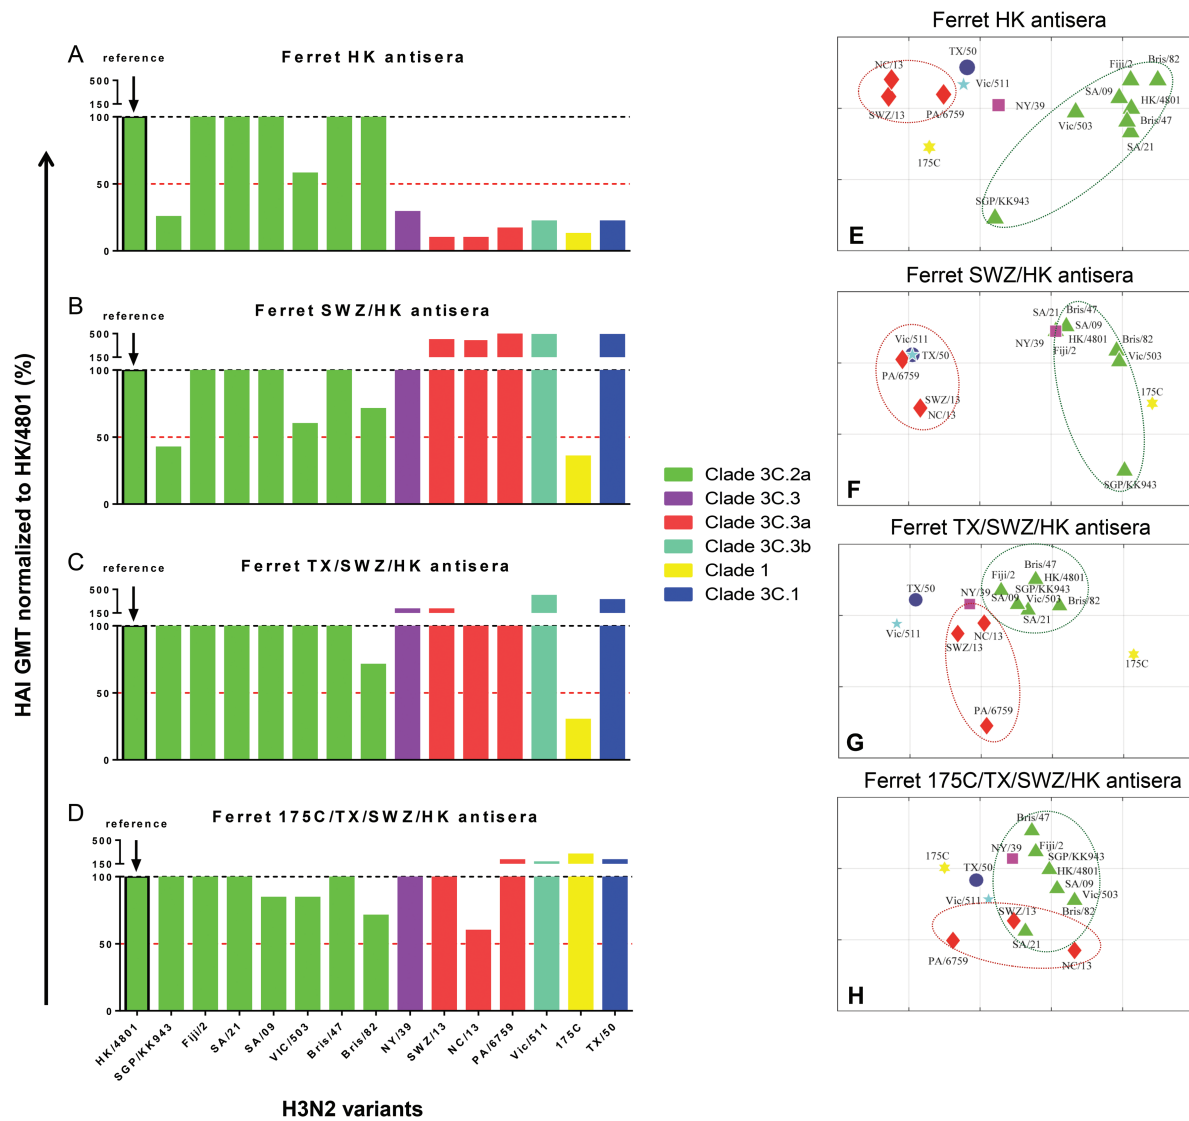 HAI GMT normalized to HK/4801 (%)
A
Ferret HK antisera
reference
500
150
100
50
0
B
Ferret SWZ/HK antisera
reference
500
150
100
50
0
C
Ferret TX/SWZ/HK antisera
reference
500
150
100
50
0
D
Ferret 175C/TX/SWZ/HK antisera
reference
500
150
100
50
0
HK/4801
SGP/KK943
Fiji/2
SA/21
SA/09
VIC/503
Bris/47
Bris/82
NY/39
SWZ/13
NC/13
PA/6759
Vic/511
175C
TX/50
H3N2 variants
Clade 3C.2a
Clade 3C.3
Clade 3C.3a
Clade 3C.3b
Clade 1
Clade 3C.1
Ferret HK antisera
TX/50
NC/13
Vic/511
Fiji/2
Bris/82
SA/09
HK/4801
NY/39
SWZ/13
PA/6759
Vic/503
Bris/47
SA/21
175C
SGP/KK943
E
Ferret SWZ/HK antisera
SA/21
Bris/47
SA/09
Vic/511
TX/50
NY/39
HK/4801
Bris/82
Fiji/2
Vic/503
PA/6759
175C
SWZ/13
NC/13
SGP/KK943
F
Ferret TX/SWZ/HK antisera
Bris/47
Fiji/2
HK/4801
TX/50
NY/39
SGP/KK943
SA/09
Vic/503
Bris/82
SA/21
Vic/511
NC/13
SWZ/13
175C
PA/6759
G
Ferret 175C/TX/SWZ/HK antisera
Bris/47
NY/39
Fiji/2
175C
SGP/KK943
TX/50
HK/4801
SA/09
Vic/503
Vic/511
SWZ/13
Bris/82
SA/21
PA/6759
NC/13
H